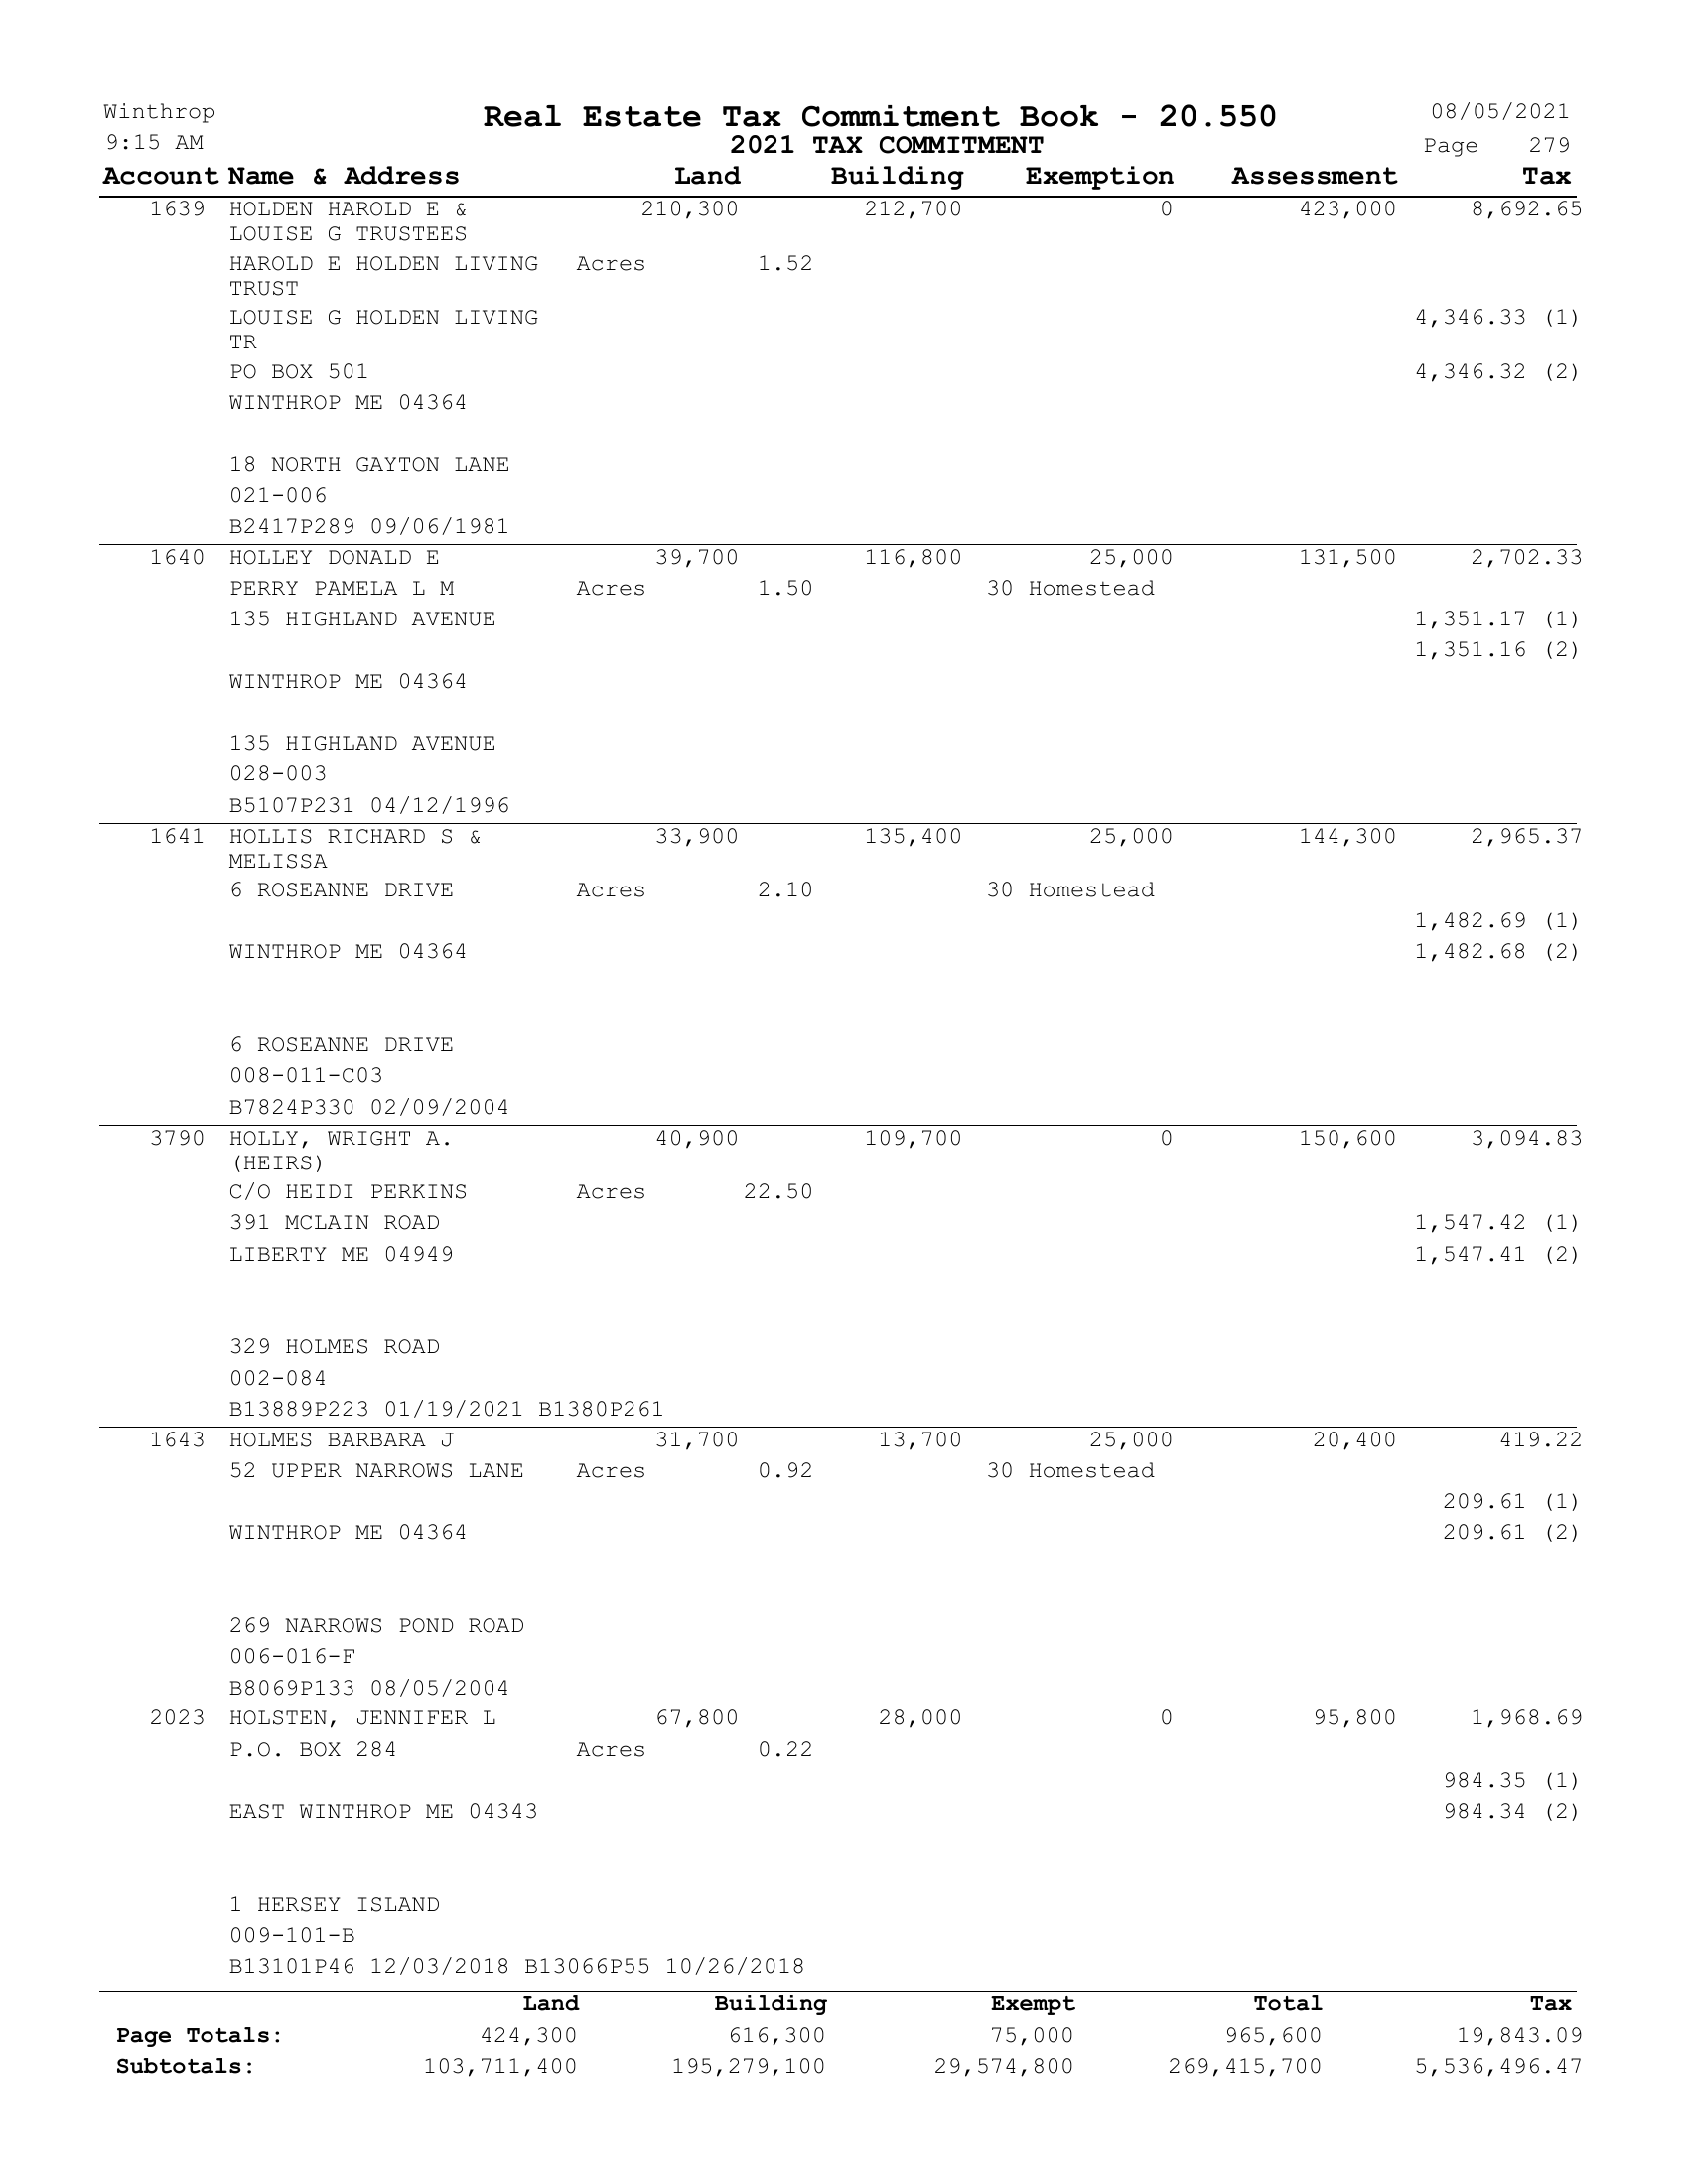 Winthrop Real Estate Tax Commitment Book - 20.550 08/05/2021
9:15 AM 2021 TAX COMMITMENT Page 279
Account Name & Address Land Building Exemption Assessment Tax
1639 HOLDEN HAROLD E & 210,300 212,700 0 423,000 8,692.65
LOUISE G TRUSTEES
HAROLD E HOLDEN LIVING Acres 1.52
TRUST
LOUISE G HOLDEN LIVING 4,346.33 (1)
TR
PO BOX 501 4,346.32 (2)
WINTHROP ME 04364
18 NORTH GAYTON LANE
021-006
B2417P289 09/06/1981
1640 HOLLEY DONALD E 39,700 116,800 25,000 131,500 2,702.33
PERRY PAMELA L M Acres 1.50 30 Homestead
135 HIGHLAND AVENUE 1,351.17 (1)
1,351.16 (2)
WINTHROP ME 04364
135 HIGHLAND AVENUE
028-003
B5107P231 04/12/1996
1641 HOLLIS RICHARD S & 33,900 135,400 25,000 144,300 2,965.37
MELISSA
6 ROSEANNE DRIVE Acres 2.10 30 Homestead
1,482.69 (1)
WINTHROP ME 04364 1,482.68 (2)
6 ROSEANNE DRIVE
008-011-C03
B7824P330 02/09/2004
3790 HOLLY, WRIGHT A. 40,900 109,700 0 150,600 3,094.83
(HEIRS)
C/O HEIDI PERKINS Acres 22.50
391 MCLAIN ROAD 1,547.42 (1)
LIBERTY ME 04949 1,547.41 (2)
329 HOLMES ROAD
002-084
B13889P223 01/19/2021 B1380P261
1643 HOLMES BARBARA J 31,700 13,700 25,000 20,400 419.22
52 UPPER NARROWS LANE Acres 0.92 30 Homestead
209.61 (1)
WINTHROP ME 04364 209.61 (2)
269 NARROWS POND ROAD
006-016-F
B8069P133 08/05/2004
2023 HOLSTEN, JENNIFER L 67,800 28,000 0 95,800 1,968.69
P.O. BOX 284 Acres 0.22
984.35 (1)
EAST WINTHROP ME 04343 984.34 (2)
1 HERSEY ISLAND
009-101-B
B13101P46 12/03/2018 B13066P55 10/26/2018
Land Building Exempt Total Tax
Page Totals: 424,300 616,300 75,000 965,600 19,843.09
Subtotals: 103,711,400 195,279,100 29,574,800 269,415,700 5,536,496.47